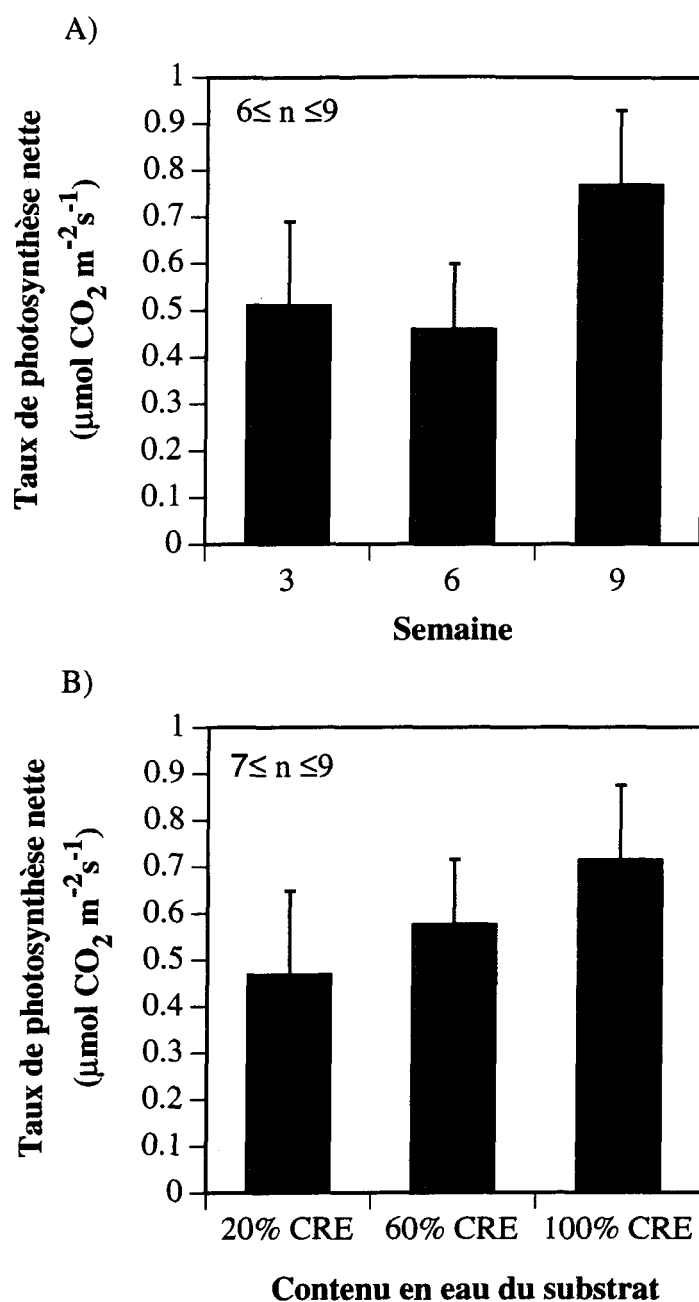 A)
Taux de photosynthèse nette
(µmol CO2 m-2s-1)
1
0.9
0.8
0.7
0.6
0.5
0.4
0.3
0.2
0.1
0
6≤ n ≤9
3 6 9
Semaine
B)
Taux de photosynthèse nette
(µmol CO2 m-2s-1)
1
0.9
0.8
0.7
0.6
0.5
0.4
0.3
0.2
0.1
0
7≤ n ≤9
20% CRE 60% CRE 100% CRE
Contenu en eau du substrat